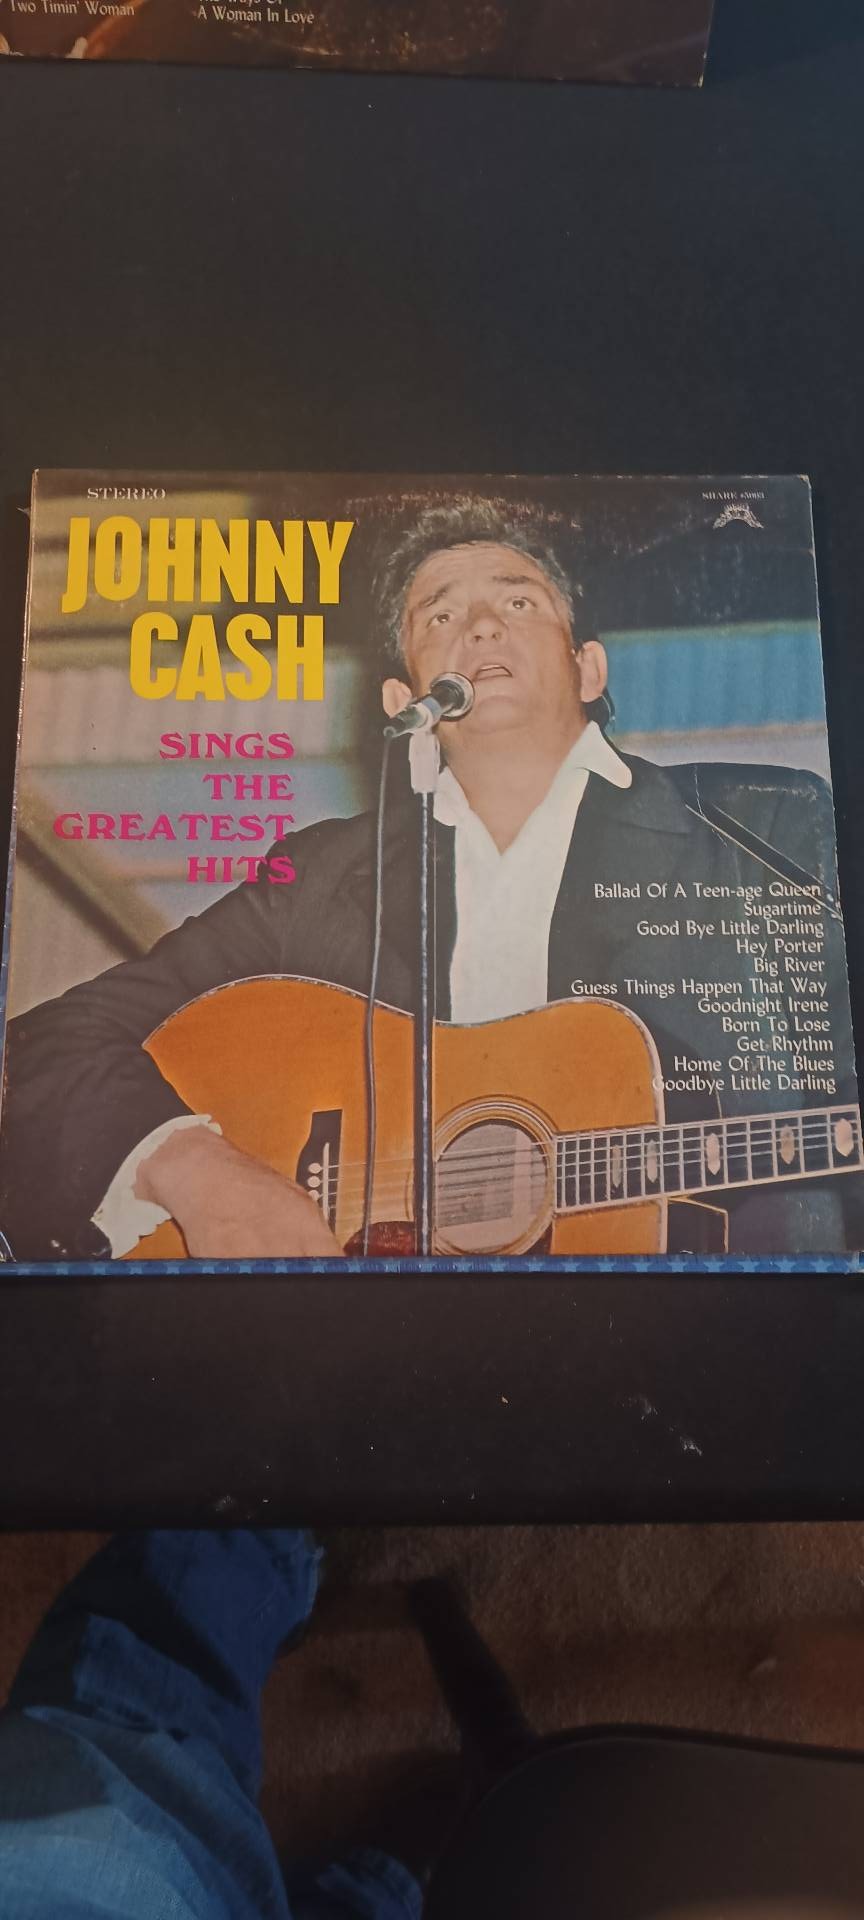 Two Timin' Woman
A Woman In Love
STEREO
JOHNNY
CASH
SINGS
THE
GREATEST
HITS
Ballad Of A Teen-age Queen
Sugartime
Good Bye Little Darling
Hey Porter
Big River
Guess Things Happen That Way
Goodnight Irene
Born To Lose
Get Rhythm
Home Of The Blues
Goodbye Little Darling